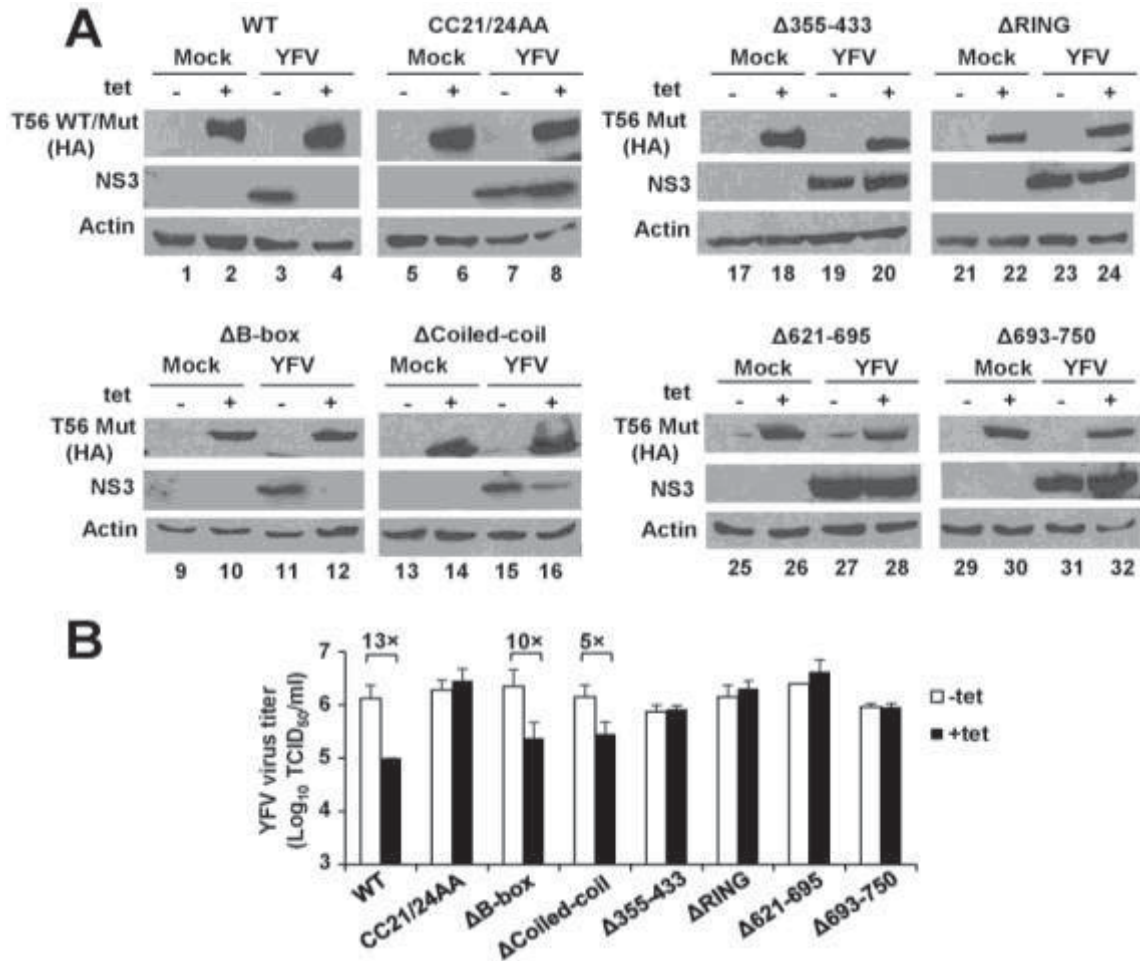 A
WT
CC21/24AA
Δ355-433
ΔRING
Mock YFV Mock YFV
Mock YFV Mock YFV
tet - + - + - + - +
tet - + - + - + - +
T56 WT/Mut
(HA)
T56 Mut
(HA)
NS3
NS3
Actin
Actin
1 2 3 4 5 6 7 8
17 18 19 20 21 22 23 24
ΔB-box
ΔCoiled-coil
Δ621-695
Δ693-750
Mock YFV Mock YFV
Mock YFV Mock YFV
tet - + - + - + - +
tet - + - + - + - +
T56 Mut
(HA)
T56 Mut
(HA)
NS3
NS3
Actin
Actin
9 10 11 12 13 14 15 16
25 26 27 28 29 30 31 32
B
YFV virus titer
(Log₁₀ TCID₅₀/ml)
7
6
5
4
3
13×
10×
5×
-tet
+tet
WT
CC21/24AA
ΔB-box
ΔCoiled-coil
Δ355-433
ΔRING
Δ621-695
Δ693-750